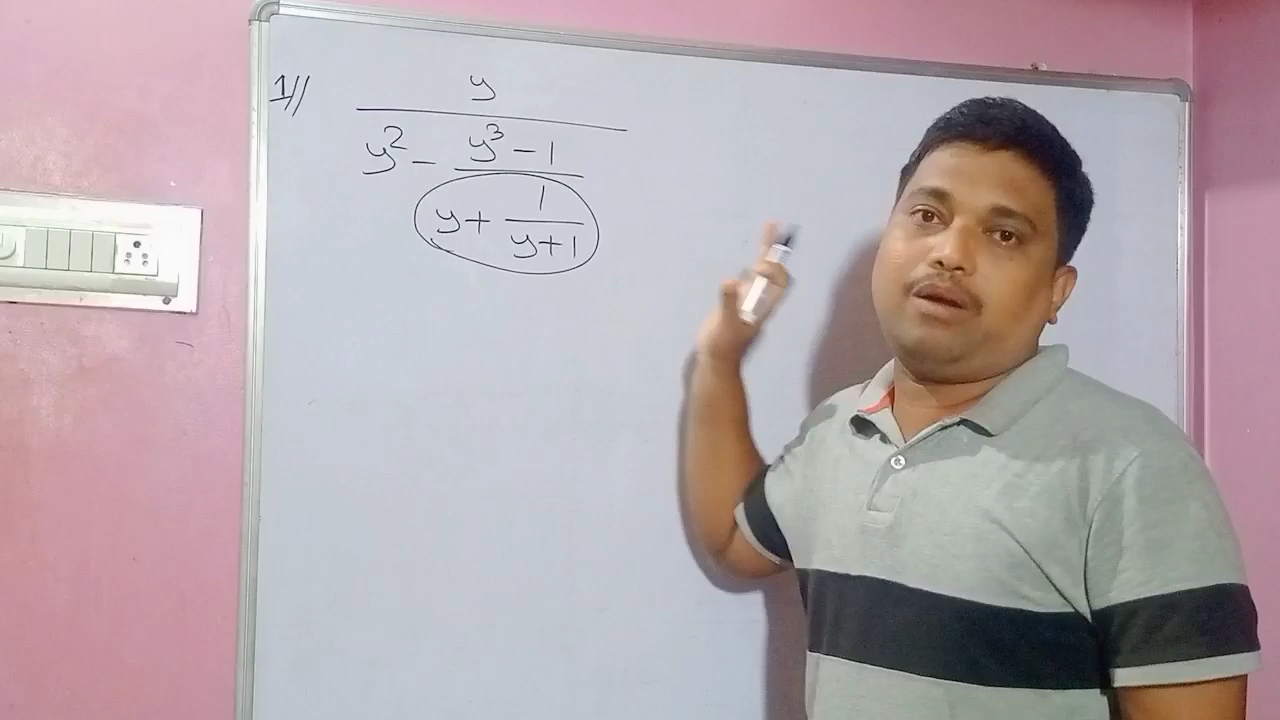 1//
y
y² - y³ - 1
y + 1
y + 1